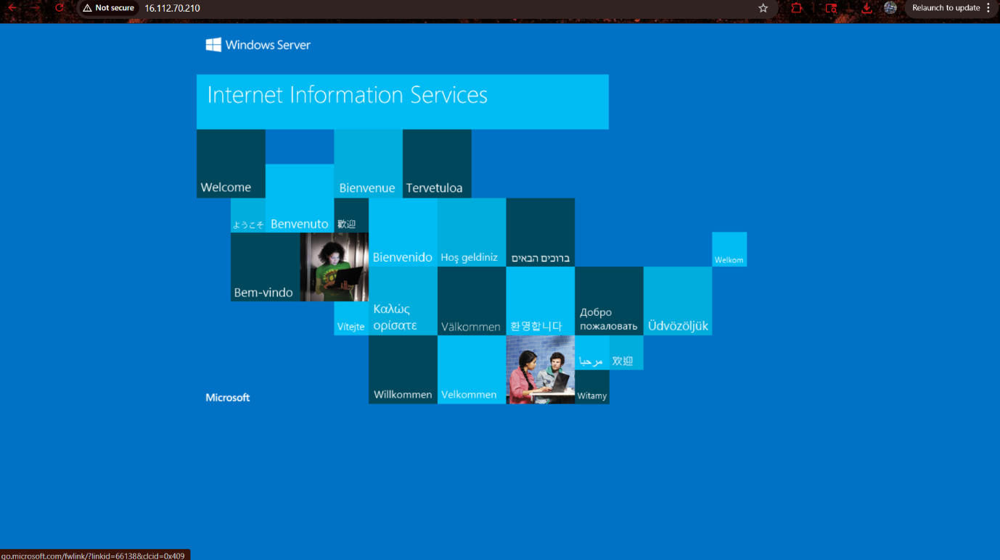 Not secure
16.112.70.210
Relaunch to update
Windows Server
Internet Information Services
Welcome
Bienvenue
Tervetuloa
ようこそ
Benvenuto
歡迎
Bienvenido
Hoş geldiniz
ברוכים הבאים
Welkom
Bem-vindo
Vítejte
Καλώς
ορίσατε
Välkommen
환영합니다
Добро
пожаловать
Üdvözöljük
Willkommen
Velkommen
مرحبا
欢迎
Witamy
Microsoft
go.microsoft.com/fwlink/?linkid=66138&clcid=0x409